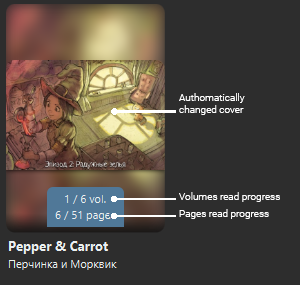 Authomatically
changed cover
Эпизод 2: Радужные зелья
1 / 6 vol.
Volumes read progress
6 / 51 page
Pages read progress
Pepper & Carrot
Перчинка и Морквик